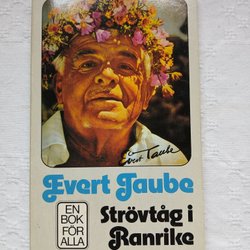 Evert Taube
Evert Taube
EN
BOK
FÖR
ALLA
Strövtåg i
Ranrike